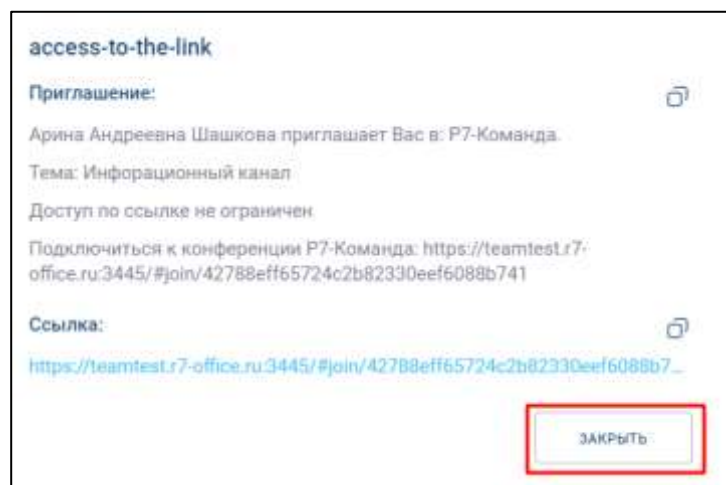 access-to-the-link
Приглашение:
Арина Андреевна Шашкова приглашает Вас в: Р7-Команда.
Тема: Инфорационный канал
Доступ по ссылке не ограничен
Подключиться к конференции Р7-Команда: https://teamtest.r7-
office.ru:3445/#join/42788eff65724c2b82330eef6088b741
Ссылка:
https://teamtest.r7-office.ru:3445/#join/42788eff65724c2b82330eef6088b7...
ЗАКРЫТЬ